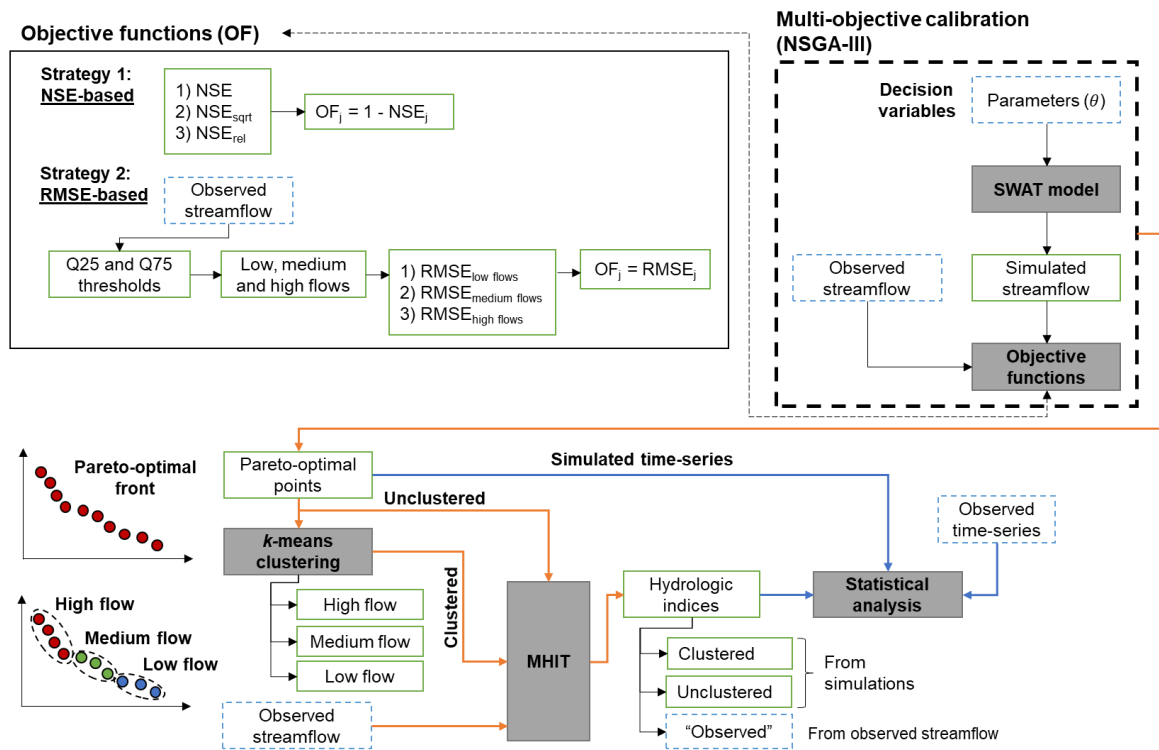 Objective functions (OF)
Strategy 1:
NSE-based
1) NSE
2) NSEsqrt
3) NSErel
OFj = 1 - NSEj
Strategy 2:
RMSE-based
Observed
streamflow
Q25 and Q75
thresholds
Low, medium
and high flows
1) RMSElow flows
2) RMSEmedium flows
3) RMSEhigh flows
OFj = RMSEj
Multi-objective calibration
(NSGA-III)
Decision
variables
Parameters (θ)
SWAT model
Observed
streamflow
Simulated
streamflow
Objective
functions
Pareto-optimal
front
Pareto-optimal
points
Simulated time-series
Unclustered
Observed
time-series
k-means
clustering
Clustered
High flow
Medium flow
Low flow
High flow
Medium flow
Low flow
Observed
streamflow
MHIT
Hydrologic
indices
Statistical
analysis
Clustered
Unclustered
From
simulations
“Observed”
From observed streamflow